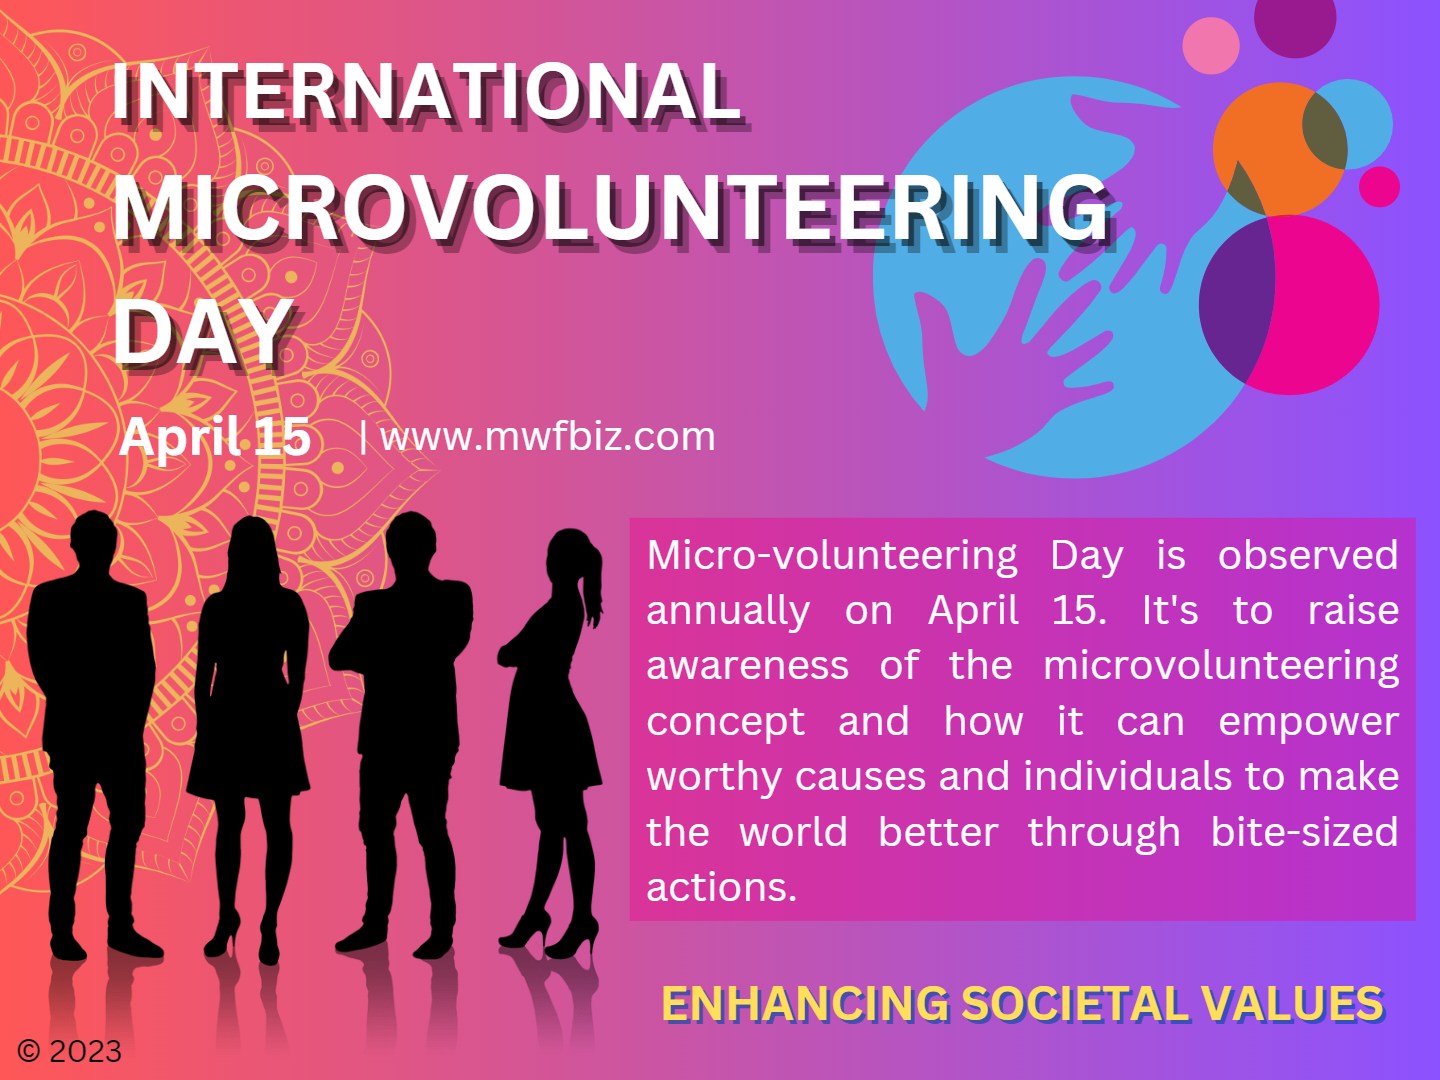 INTERNATIONAL
MICROVOLUNTEERING
DAY
April 15 | www.mwfbiz.com
Micro-volunteering Day is observed
annually on April 15. It's to raise
awareness of the microvolunteering
concept and how it can empower
worthy causes and individuals to make
the world better through bite-sized
actions.
ENHANCING SOCIETAL VALUES
© 2023